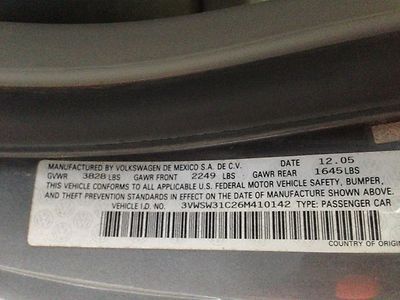 MANUFACTURED BY VOLKSWAGEN DE MEXICO S.A. DE C.V. DATE 12.05
GVWR 3828 LBS GAWR FRONT 2249 LBS GAWR REAR 1645LBS
THIS VEHICLE CONFORMS TO ALL APPLICABLE U.S. FEDERAL MOTOR VEHICLE SAFETY, BUMPER,
AND THEFT PREVENTION STANDARDS IN EFFECT ON THE DATE OF MANUFACTURE SHOWN ABOVE.
VEHICLE I.D. NO. 3VWSW31C26M410142 TYPE: PASSENGER CAR
COUNTRY OF ORIGIN